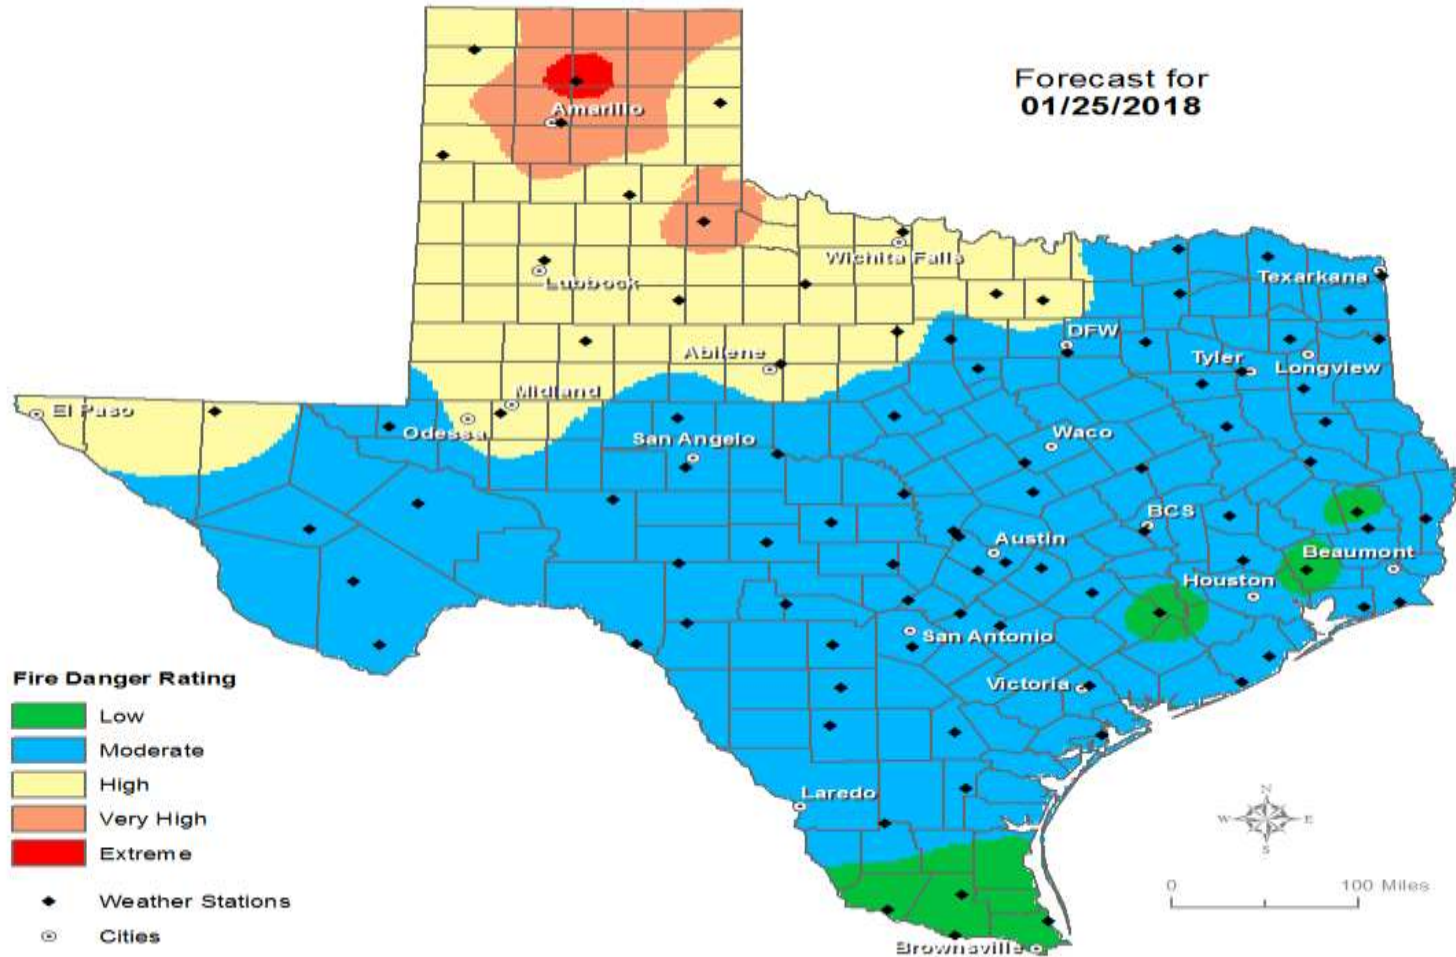 Forecast for
01/25/2018
Amarillo
Wichita Falls
Lubbock
Texarkana
DFW
Abilene
Tyler
Longview
Midland
El Paso
Odessa
San Angelo
Waco
BCS
Austin
Beaumont
Houston
San Antonio
Victoria
Laredo
Brownsville
Fire Danger Rating
Low
Moderate
High
Very High
Extreme
Weather Stations
Cities
N
W E
S
0 100 Miles